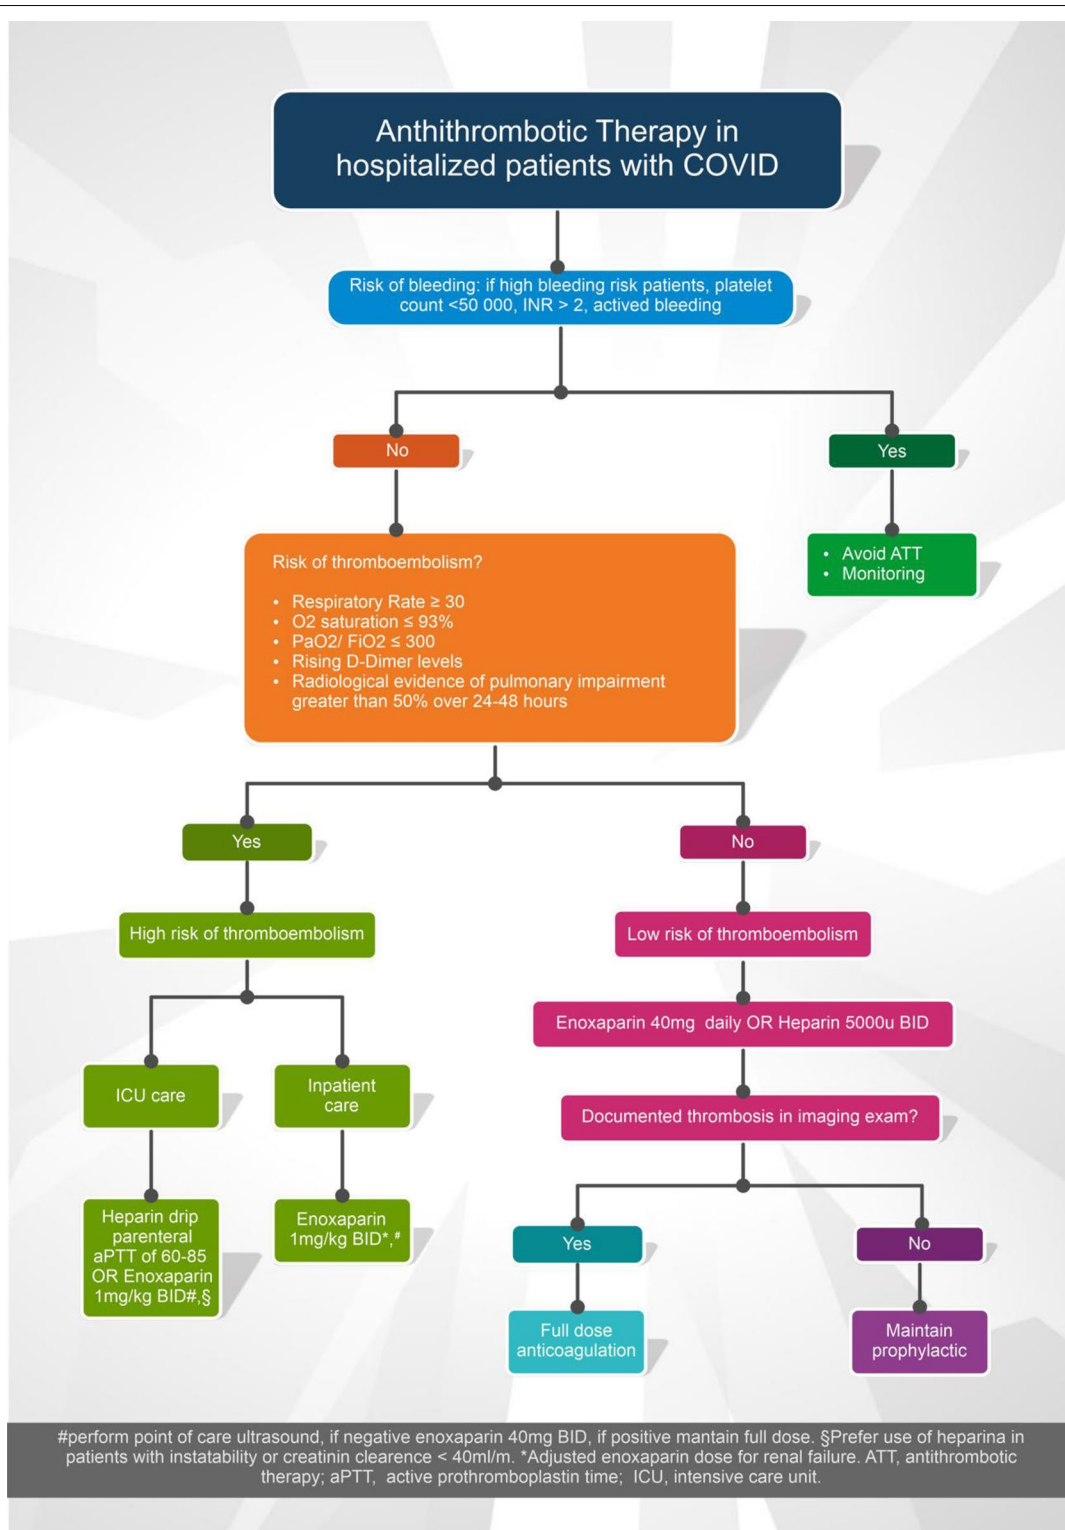 Anthithrombotic Therapy in
hospitalized patients with COVID
Risk of bleeding: if high bleeding risk patients, platelet
count <50 000, INR > 2, actived bleeding
No
Yes
• Avoid ATT
• Monitoring
Risk of thromboembolism?
• Respiratory Rate ≥ 30
• O2 saturation ≤ 93%
• PaO2/ FiO2 ≤ 300
• Rising D-Dimer levels
• Radiological evidence of pulmonary impairment
greater than 50% over 24-48 hours
Yes
No
High risk of thromboembolism
Low risk of thromboembolism
Enoxaparin 40mg daily OR Heparin 5000u BID
ICU care
Inpatient
care
Documented thrombosis in imaging exam?
Heparin drip
parenteral
aPTT of 60-85
OR Enoxaparin
1mg/kg BID#,§
Enoxaparin
1mg/kg BID*,#
Yes
No
Full dose
anticoagulation
Maintain
prophylactic
#perform point of care ultrasound, if negative enoxaparin 40mg BID, if positive mantain full dose. §Prefer use of heparina in
patients with instatability or creatinin clearence < 40ml/m. *Adjusted enoxaparin dose for renal failure. ATT, antithrombotic
therapy; aPTT, active prothromboplastin time; ICU, intensive care unit.